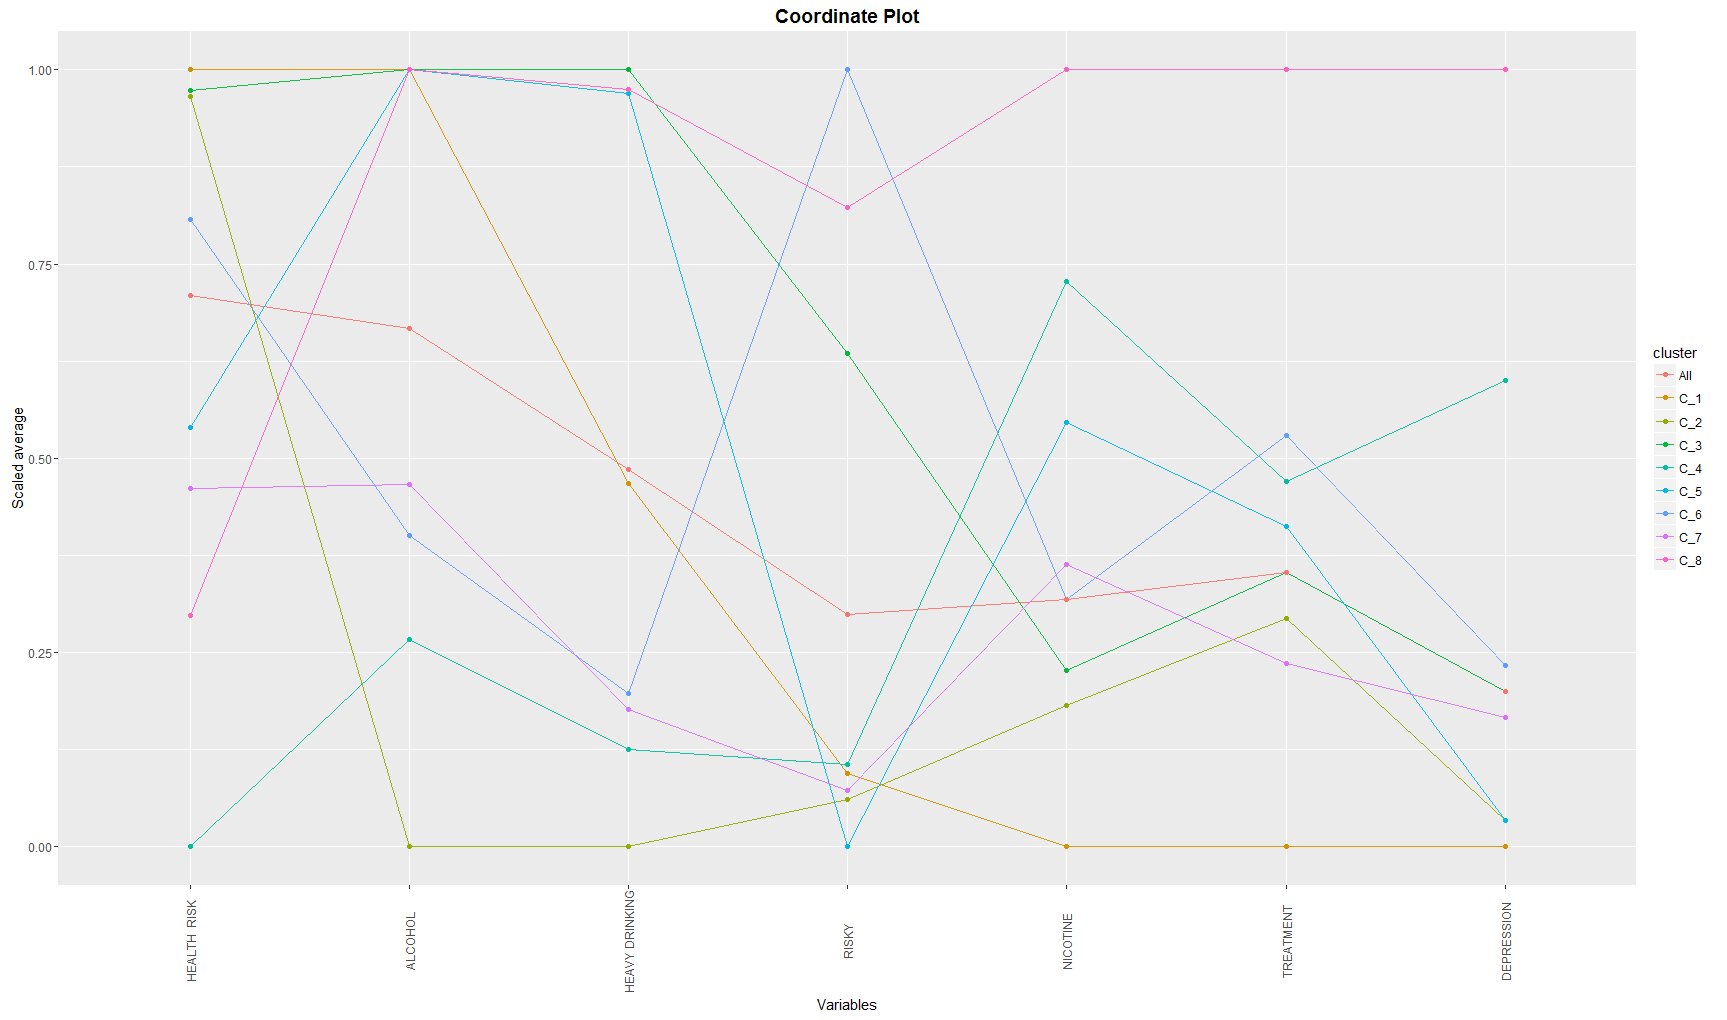 Coordinate Plot
1.00
0.75
0.50
0.25
0.00
Scaled average
HEALTH RISK
ALCOHOL
HEAVY DRINKING
RISKY
NICOTINE
TREATMENT
DEPRESSION
Variables
cluster
All
C_1
C_2
C_3
C_4
C_5
C_6
C_7
C_8